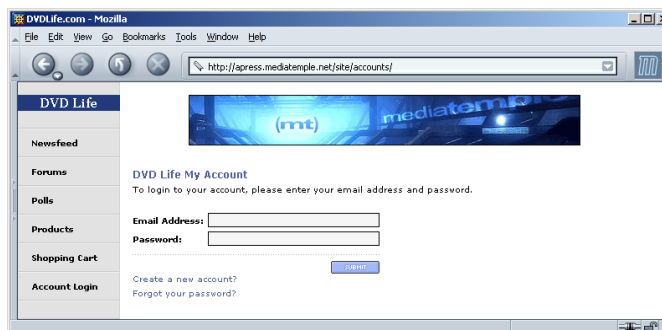 DVDLife.com - Mozilla
File Edit View Go Bookmarks Tools Window Help
http://apress.mediatemple.net/site/accounts/
DVD Life
(mt) mediatemple
Newsfeed
Forums
Polls
Products
Shopping Cart
Account Login
DVD Life My Account
To login to your account, please enter your email address and password.
Email Address:
Password:
SUBMIT
Create a new account?
Forgot your password?